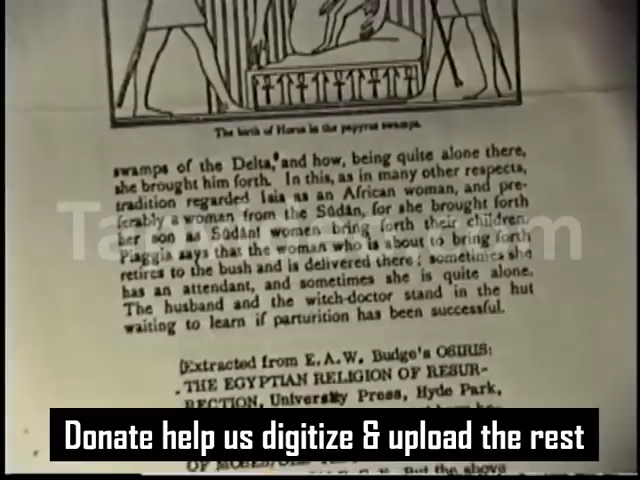 The birth of Horus in the papyrus swamps.
swamps of the Delta, and how, being quite alone there,
she brought him forth. In this, as in many other respects,
tradition regarded Isis as an African woman, and pre-
ferably a woman from the Sûdân, for she brought forth
her son as Sûdânî women bring forth their children.
Piaggia says that the woman who is about to bring forth
retires to the bush and is delivered there; sometimes she
has an attendant, and sometimes she is quite alone.
The husband and the witch-doctor stand in the hut
waiting to learn if parturition has been successful.
(Extracted from E.A.W. Budge's OSIRIS:
THE EGYPTIAN RELIGION OF RESUR-
RECTION, University Press, Hyde Park,
Donate help us digitize & upload the rest
But the above